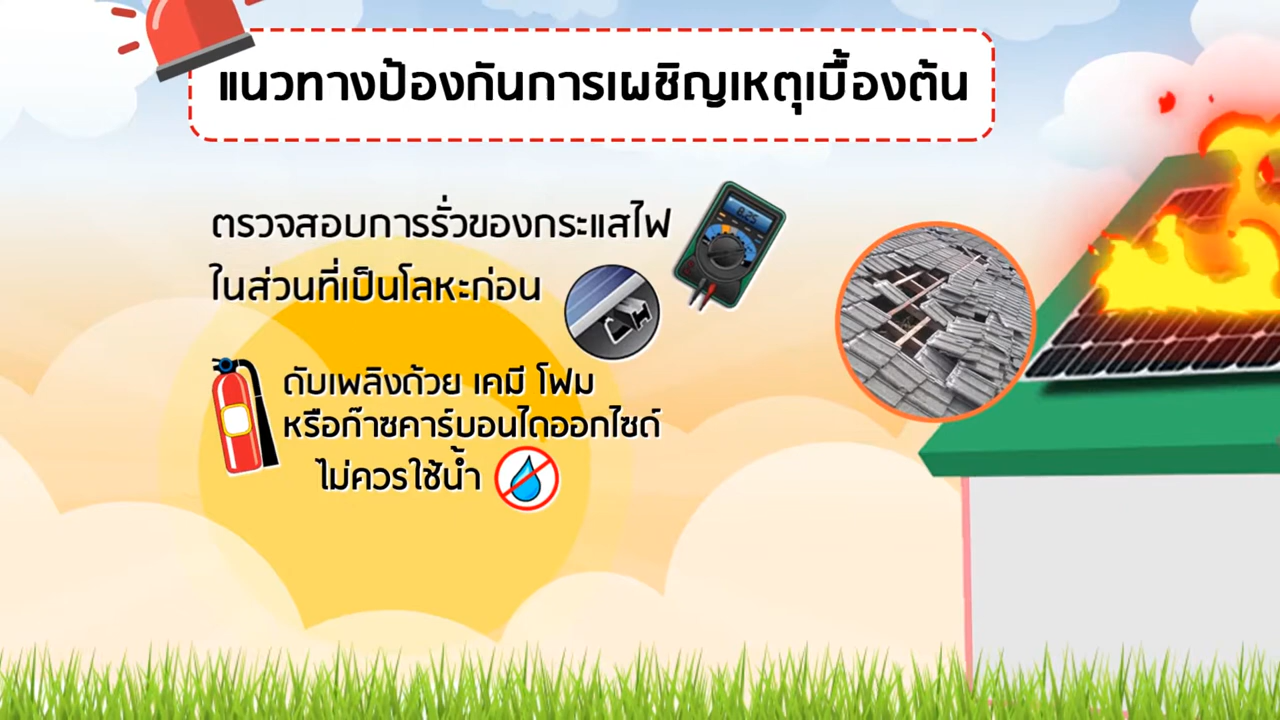 แนวทางป้องกันการเผชิญเหตุเบื้องต้น
ตรวจสอบการรั่วของกระแสไฟ
ในส่วนที่เป็นโลหะก่อน
ดับเพลิงด้วย เคมี โฟม
หรือก๊าซคาร์บอนไดออกไซด์
ไม่ควรใช้น้ำ